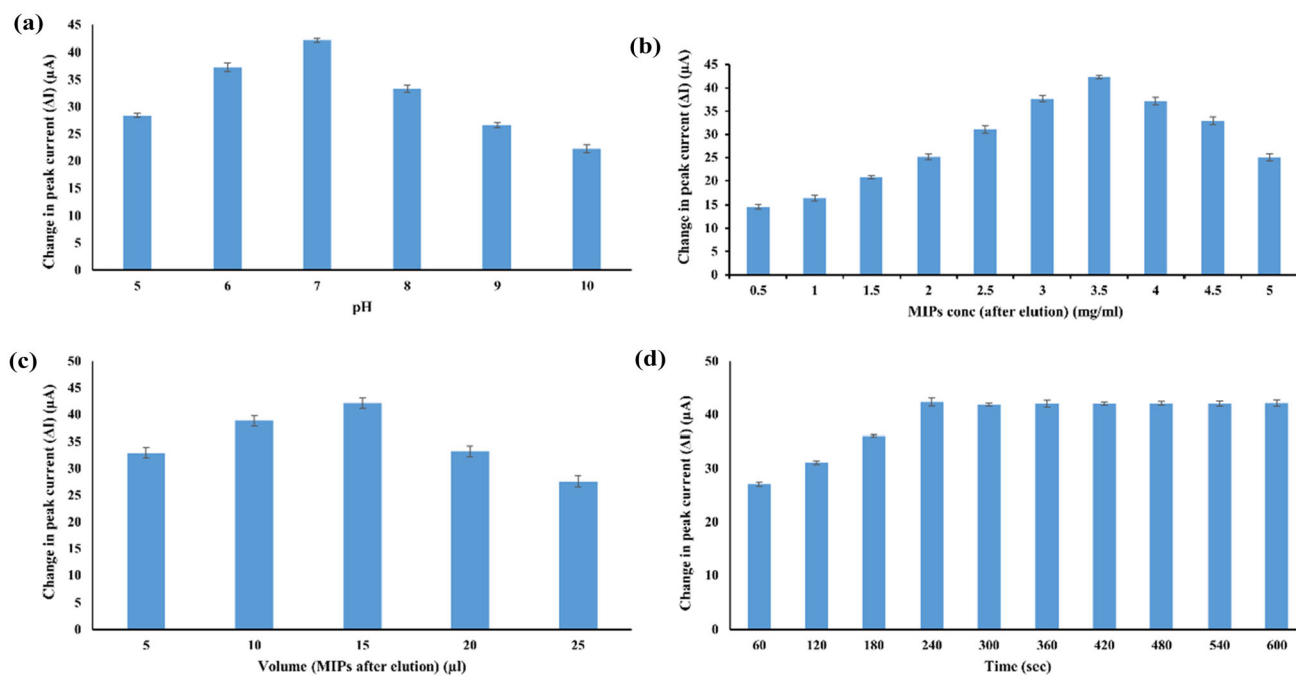 (a)
Change in peak current (ΔI) (µA)
45
40
35
30
25
20
15
10
5
0
5 6 7 8 9 10
pH
(b)
Change in peak current (ΔI) (µA)
45
40
35
30
25
20
15
10
5
0
0.5 1 1.5 2 2.5 3 3.5 4 4.5 5
MIPs conc (after elution) (mg/ml)
(c)
Change in peak current (ΔI) (µA)
50
45
40
35
30
25
20
15
10
5
0
5 10 15 20 25
Volume (MIPs after elution) (µl)
(d)
Change in peak current (ΔI) (µA)
50
40
30
20
10
0
60 120 180 240 300 360 420 480 540 600
Time (sec)